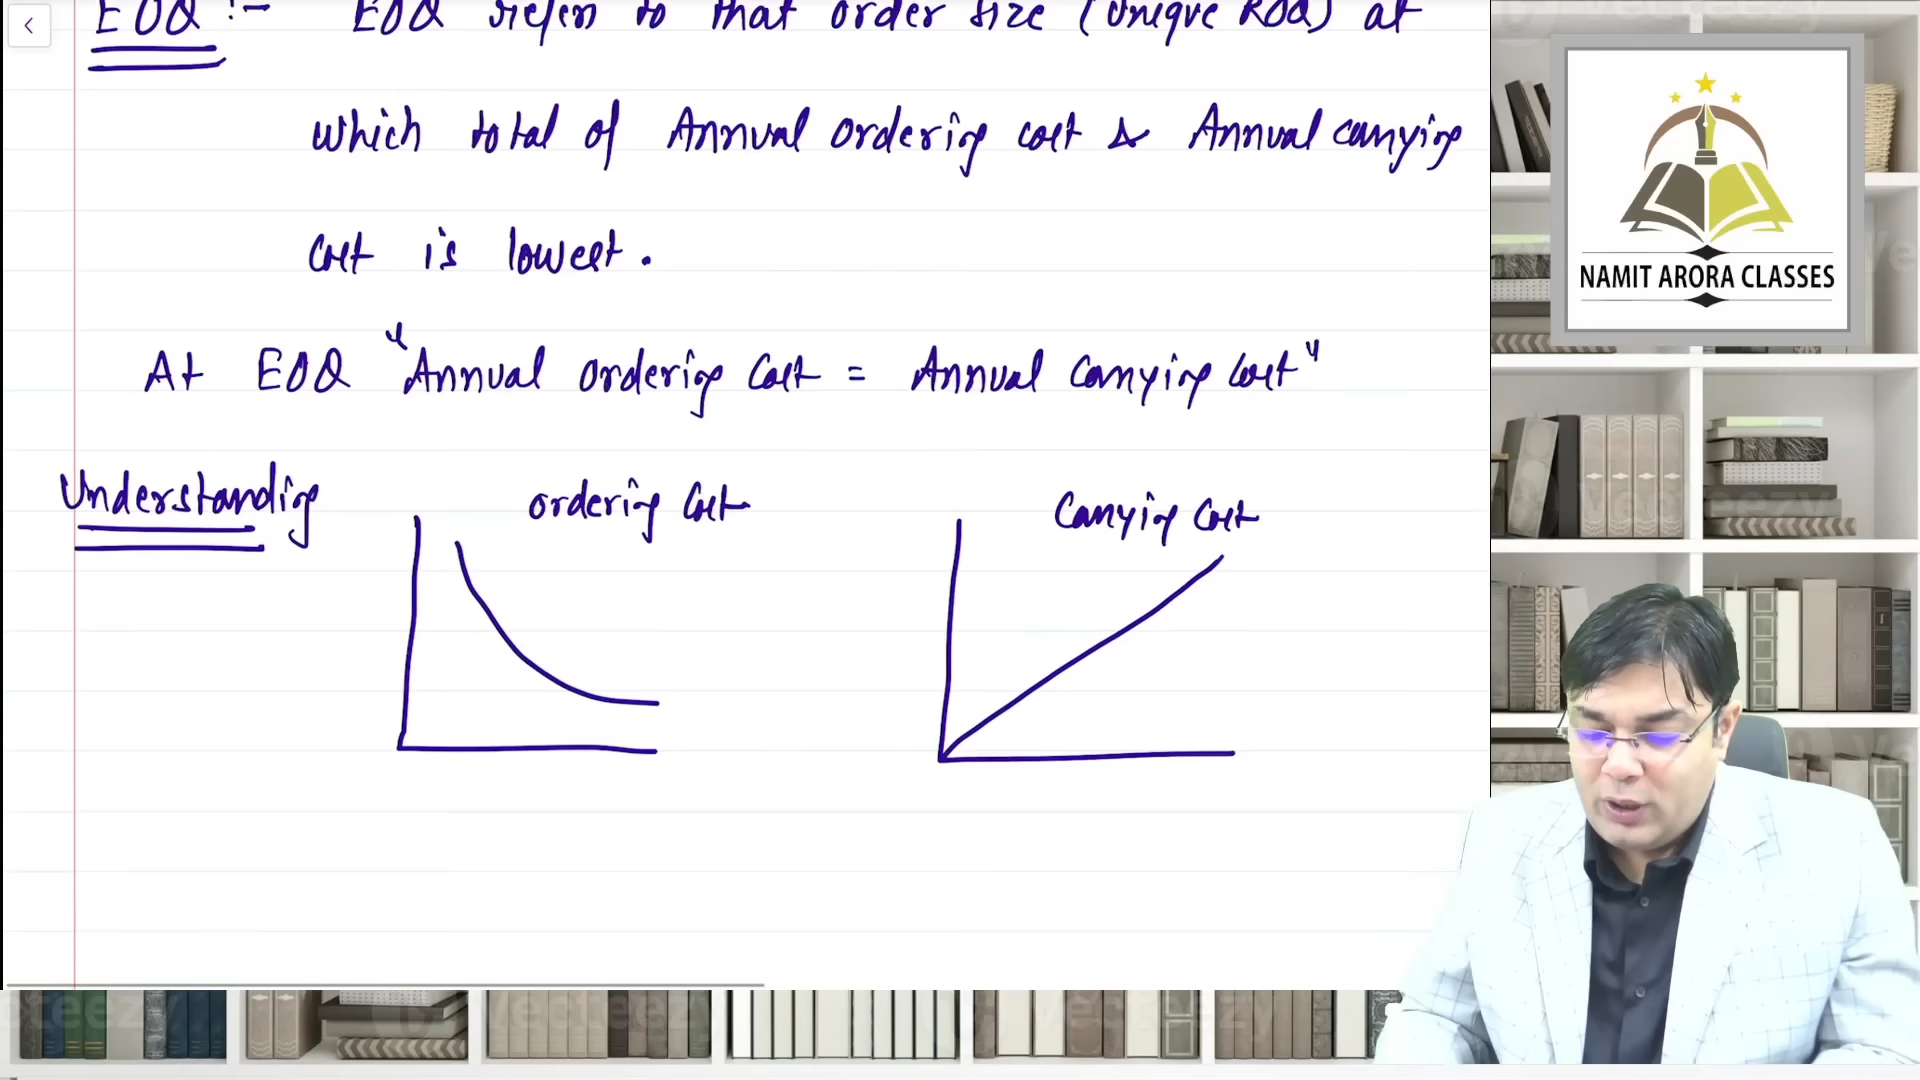 EOQ :- EOQ refers to that order size (Unique ROQ) at
which total of Annual ordering cost & Annual carrying
cost is lowest.
At EOQ "Annual ordering Cost = Annual Carrying Cost"
Understanding
ordering Cost
Carrying Cost
NAMIT ARORA CLASSES